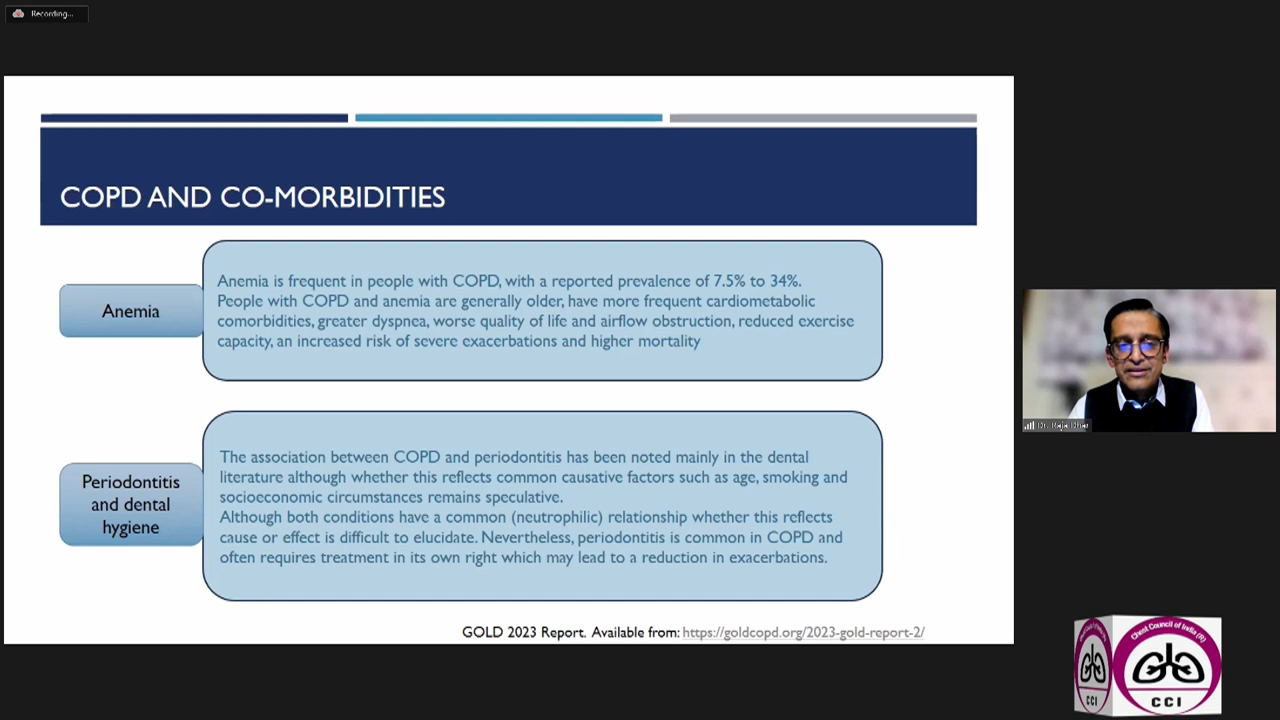 Recording...
COPD AND CO-MORBIDITIES
Anemia
Anemia is frequent in people with COPD, with a reported prevalence of 7.5% to 34%.
People with COPD and anemia are generally older, have more frequent cardiometabolic
comorbidities, greater dyspnea, worse quality of life and airflow obstruction, reduced exercise
capacity, an increased risk of severe exacerbations and higher mortality
Periodontitis
and dental
hygiene
The association between COPD and periodontitis has been noted mainly in the dental
literature although whether this reflects common causative factors such as age, smoking and
socioeconomic circumstances remains speculative.
Although both conditions have a common (neutrophilic) relationship whether this reflects
cause or effect is difficult to elucidate. Nevertheless, periodontitis is common in COPD and
often requires treatment in its own right which may lead to a reduction in exacerbations.
GOLD 2023 Report. Available from: https://goldcopd.org/2023-gold-report-2/
Dr. Raja Dhar
Chest Council of India (R)
CCI
CCI